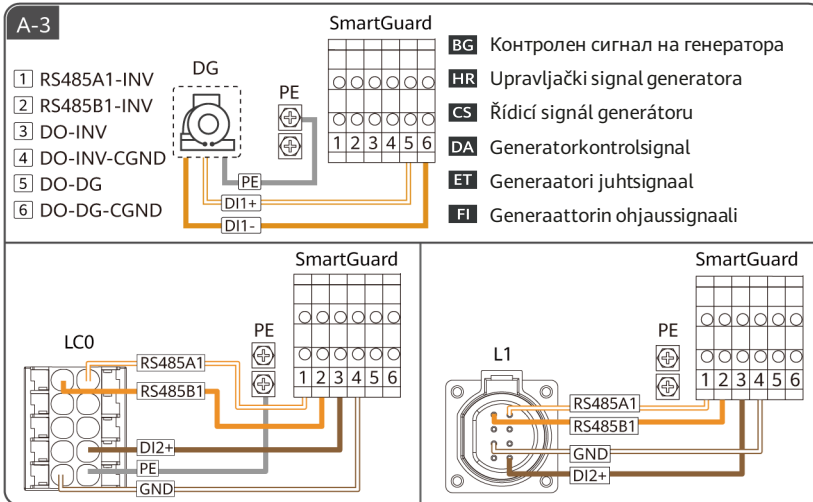 A-3
1 RS485A1-INV
2 RS485B1-INV
3 DO-INV
4 DO-INV-CGND
5 DO-DG
6 DO-DG-CGND
DG
PE
SmartGuard
1 2 3 4 5 6
PE
DI1+
DI1-
BG Контролен сигнал на генератора
HR Upravljački signal generatora
CS Řídicí signál generátoru
DA Generatorkontrolsignal
ET Generaatori juhtsignaal
FI Generaattorin ohjaussignaali
SmartGuard
PE
LC0
1 2 3 4 5 6
RS485A1
RS485B1
DI2+
PE
GND
SmartGuard
PE
L1
1 2 3 4 5 6
RS485A1
RS485B1
GND
DI2+